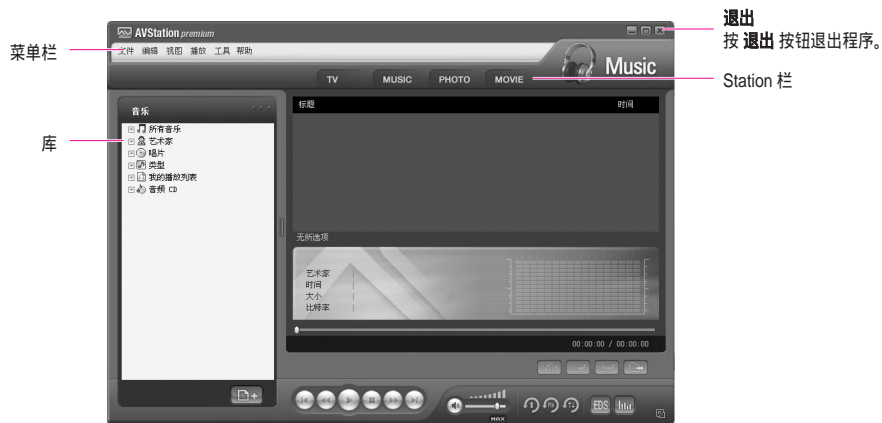 退出
按 退出 按钮退出程序。
AVStation premium
菜单栏
文件 编辑 视图 播放 工具 帮助
Music
TV MUSIC PHOTO MOVIE
Station 栏
音乐
标题 时间
库
所有音乐
艺术家
唱片
类型
我的播放列表
音频 CD
无所选项
艺术家
时间
大小
比特率
00:00:00 / 00:00:00
MAX
EDS